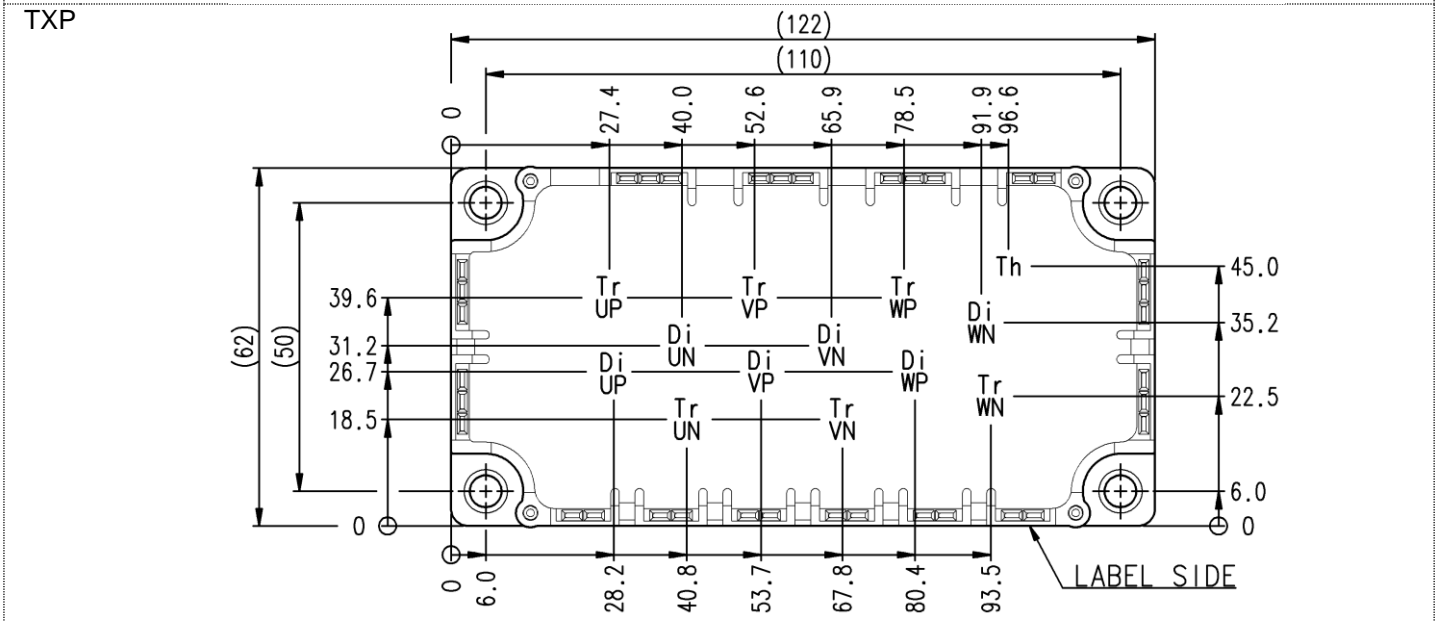 TXP
(122)
(110)
0
27.4
40.0
52.6
65.9
78.5
91.9
96.6
Th
45.0
39.6
Tr UP
Tr VP
Tr WP
Di WN
35.2
(62)
(50)
31.2
Di UN
Di VN
26.7
Di UP
Di VP
Di WP
Tr WN
22.5
18.5
Tr UN
Tr VN
6.0
0
0
0
6.0
28.2
40.8
53.7
67.8
80.4
93.5
LABEL SIDE